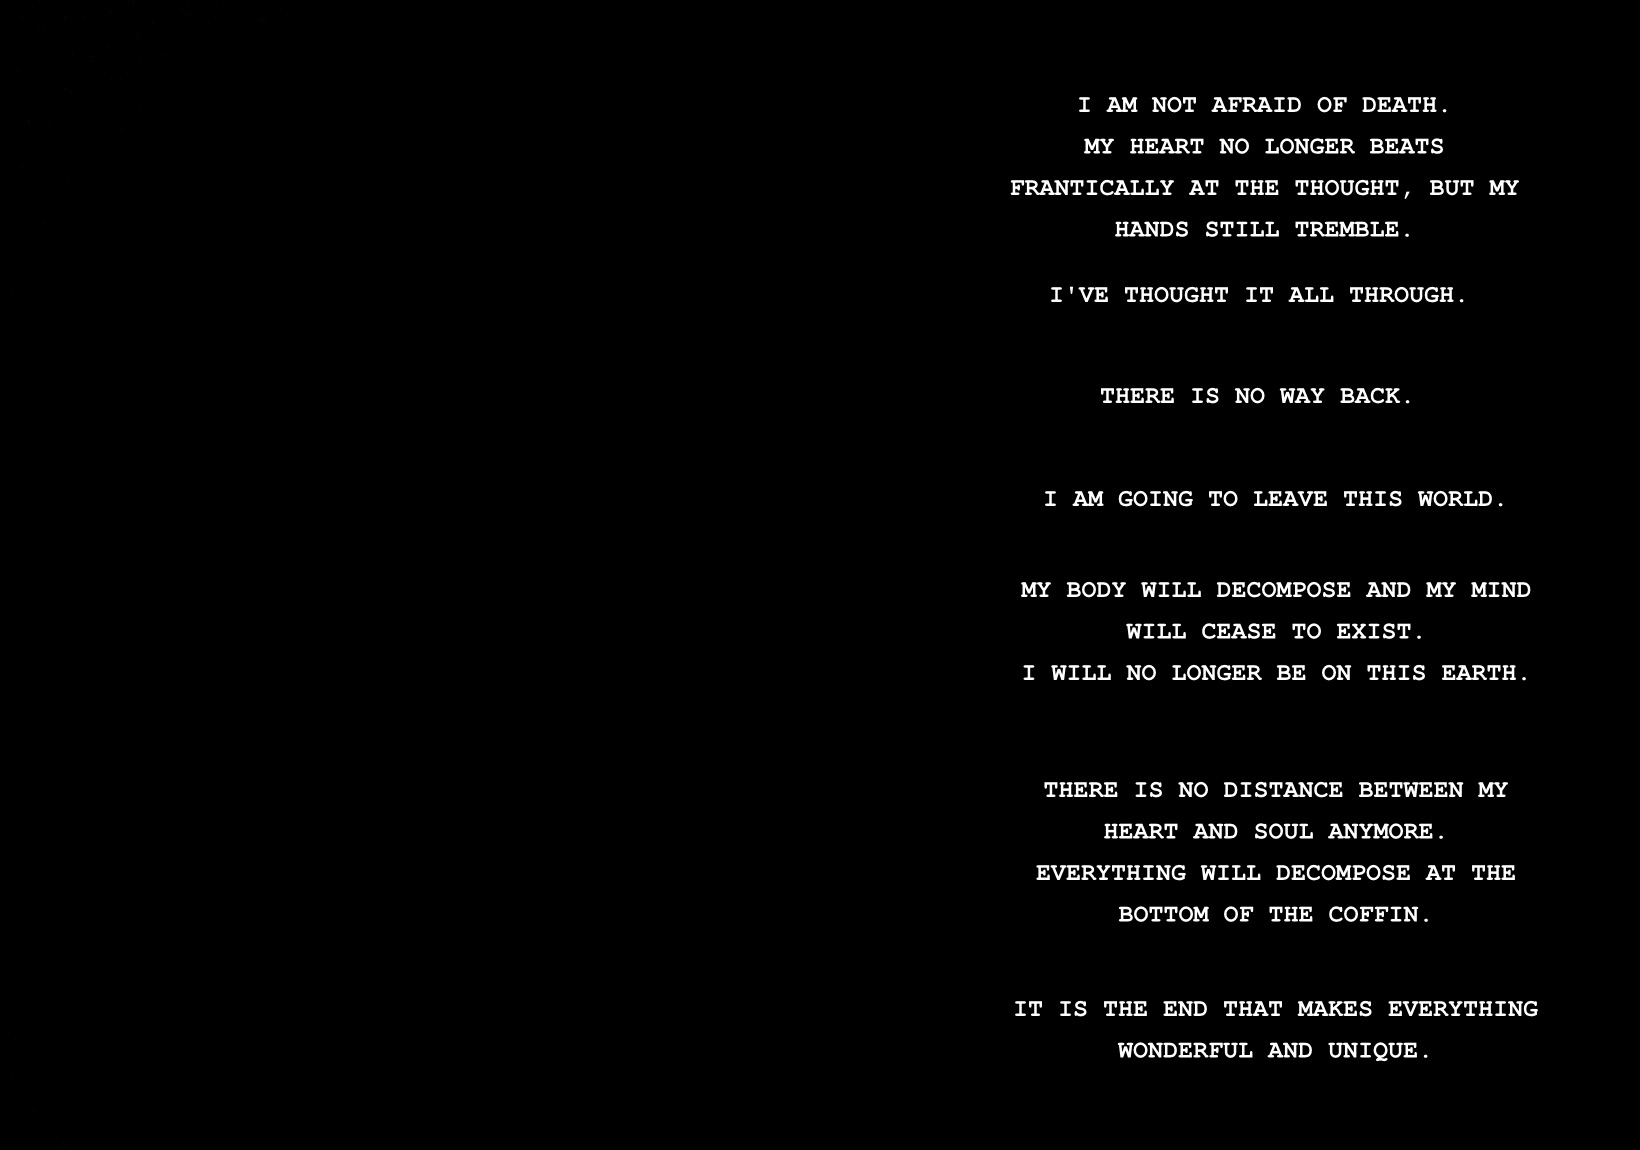 I AM NOT AFRAID OF DEATH.
MY HEART NO LONGER BEATS
FRANTICALLY AT THE THOUGHT, BUT MY
HANDS STILL TREMBLE.
I'VE THOUGHT IT ALL THROUGH.
THERE IS NO WAY BACK.
I AM GOING TO LEAVE THIS WORLD.
MY BODY WILL DECOMPOSE AND MY MIND
WILL CEASE TO EXIST.
I WILL NO LONGER BE ON THIS EARTH.
THERE IS NO DISTANCE BETWEEN MY
HEART AND SOUL ANYMORE.
EVERYTHING WILL DECOMPOSE AT THE
BOTTOM OF THE COFFIN.
IT IS THE END THAT MAKES EVERYTHING
WONDERFUL AND UNIQUE.